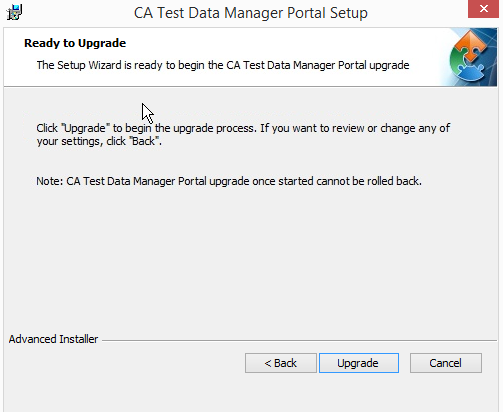 CA Test Data Manager Portal Setup
Ready to Upgrade
The Setup Wizard is ready to begin the CA Test Data Manager Portal upgrade
Click "Upgrade" to begin the upgrade process. If you want to review or change any of
your settings, click "Back".
Note: CA Test Data Manager Portal upgrade once started cannot be rolled back.
Advanced Installer
< Back
Upgrade
Cancel